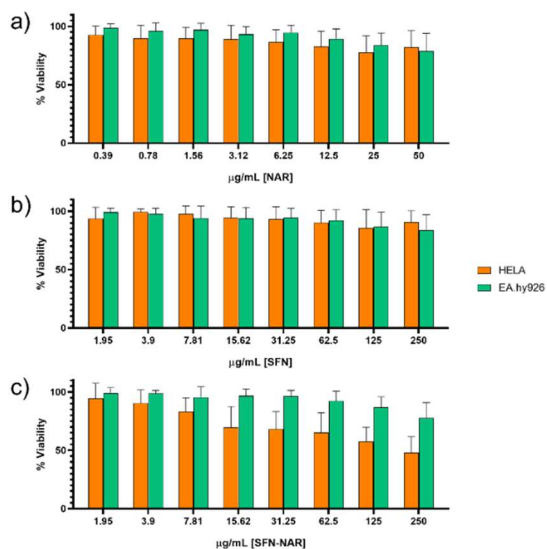 a)
100
50
0
% Viability
0.39 0.78 1.56 3.12 6.25 12.5 25 50
µg/mL [NAR]
b)
100
50
0
% Viability
1.95 3.9 7.81 15.62 31.25 62.5 125 250
µg/mL [SFN]
HELA
EA.hy926
c)
100
50
0
% Viability
1.95 3.9 7.81 15.62 31.25 62.5 125 250
µg/mL [SFN-NAR]